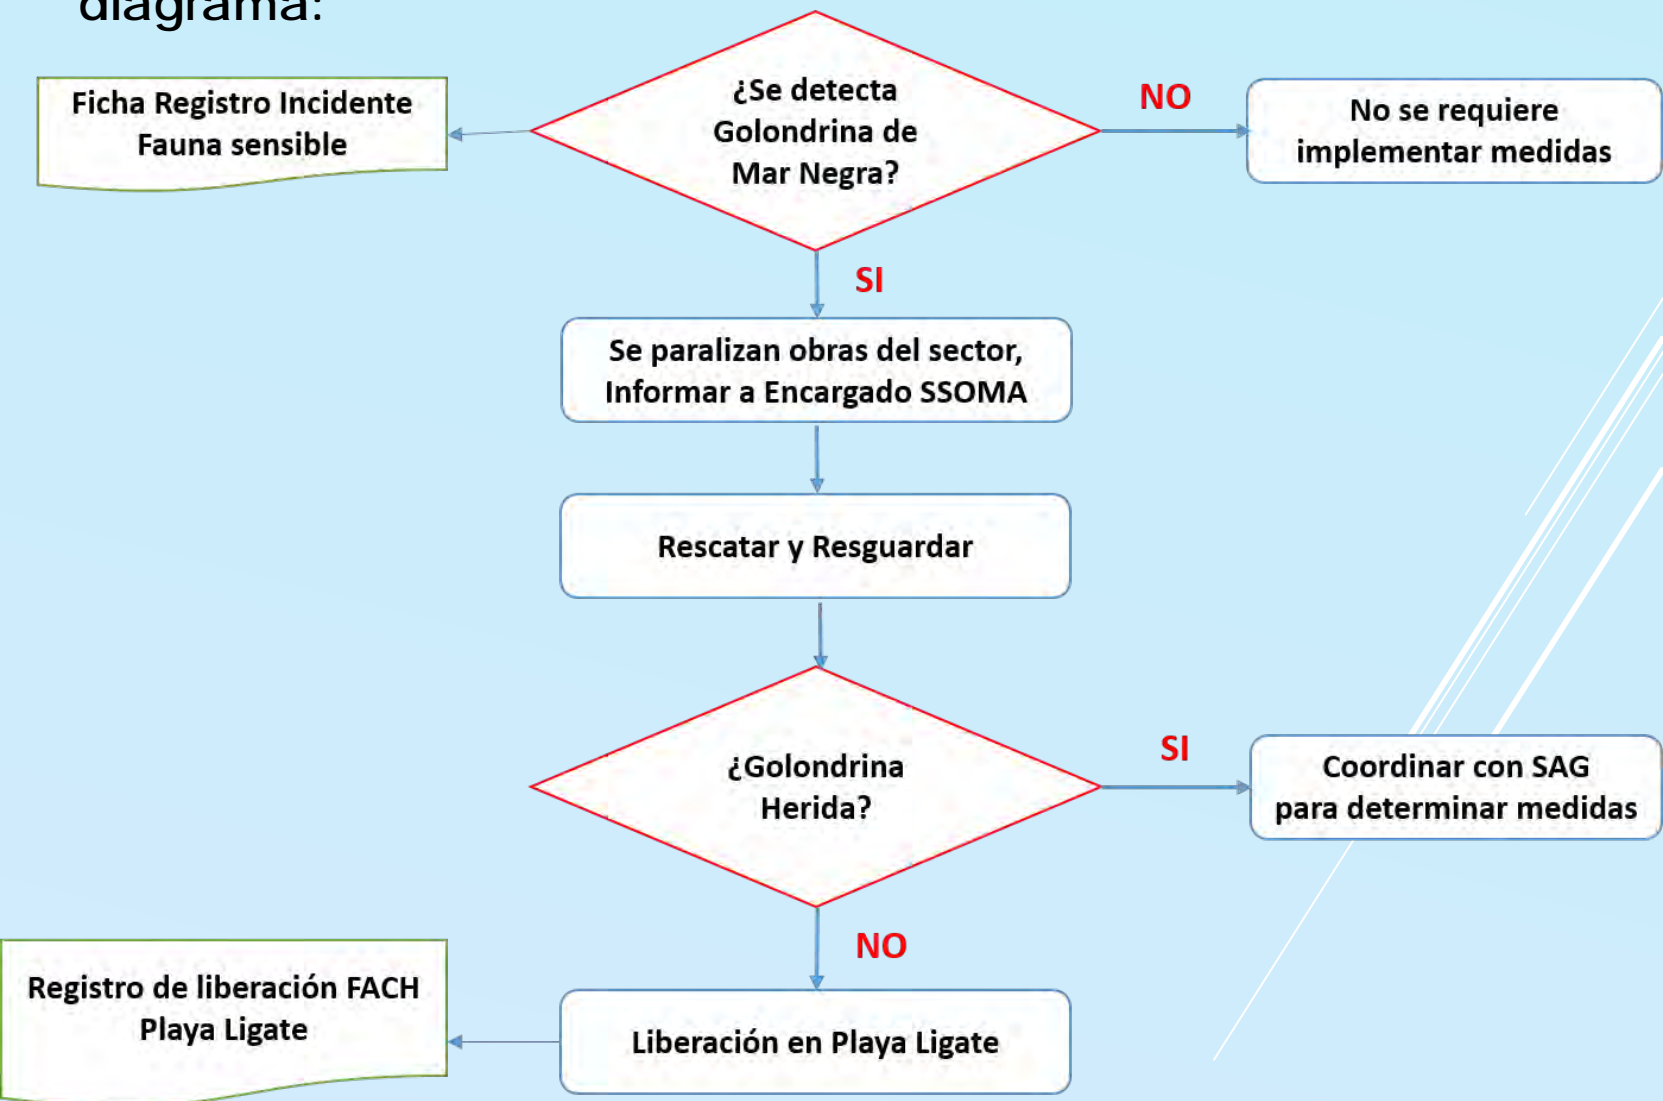 diagrama:
Ficha Registro Incidente
Fauna sensible
¿Se detecta
Golondrina de
Mar Negra?
NO
No se requiere
implementar medidas
SI
Se paralizan obras del sector,
Informar a Encargado SSOMA
Rescatar y Resguardar
¿Golondrina
Herida?
SI
Coordinar con SAG
para determinar medidas
NO
Registro de liberación FACH
Playa Ligate
Liberación en Playa Ligate